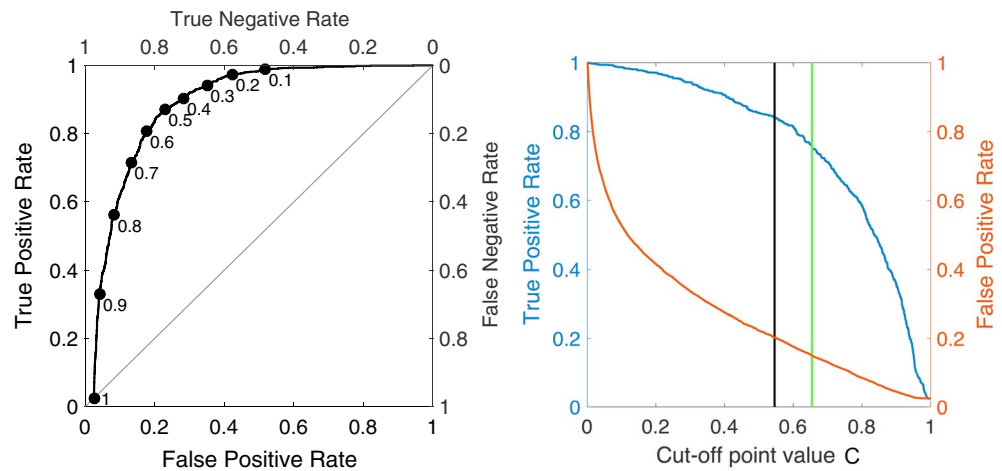 True Negative Rate
1 0.8 0.6 0.4 0.2 0
1 0.8 0.6 0.4 0.2 0
True Positive Rate
0 0.2 0.4 0.6 0.8 1
False Negative Rate
0.1
0.2
0.3
0.4
0.5
0.6
0.7
0.8
0.9
1
0 0.2 0.4 0.6 0.8 1
False Positive Rate
1 0.8 0.6 0.4 0.2 0
True Positive Rate
1 0.8 0.6 0.4 0.2 0
False Positive Rate
0 0.2 0.4 0.6 0.8 1
Cut-off point value C